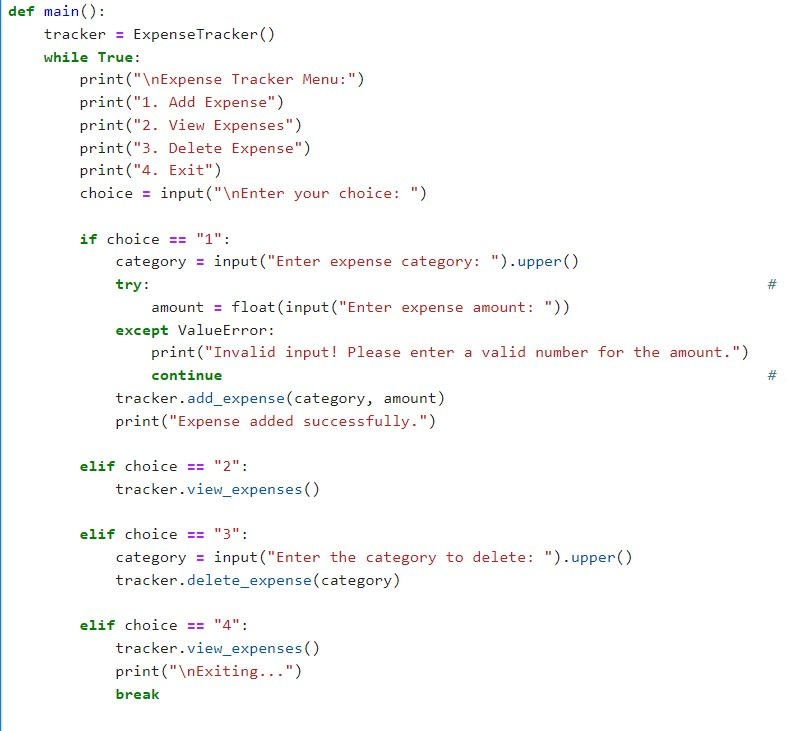 def main():
    tracker = ExpenseTracker()
    while True:
        print("\nExpense Tracker Menu:")
        print("1. Add Expense")
        print("2. View Expenses")
        print("3. Delete Expense")
        print("4. Exit")
        choice = input("\nEnter your choice: ")

        if choice == "1":
            category = input("Enter expense category: ").upper()
            try:                                                                      #
                amount = float(input("Enter expense amount: "))
            except ValueError:
                print("Invalid input! Please enter a valid number for the amount.")
                continue                                                              #
            tracker.add_expense(category, amount)
            print("Expense added successfully.")

        elif choice == "2":
            tracker.view_expenses()

        elif choice == "3":
            category = input("Enter the category to delete: ").upper()
            tracker.delete_expense(category)

        elif choice == "4":
            tracker.view_expenses()
            print("\nExiting...")
            break